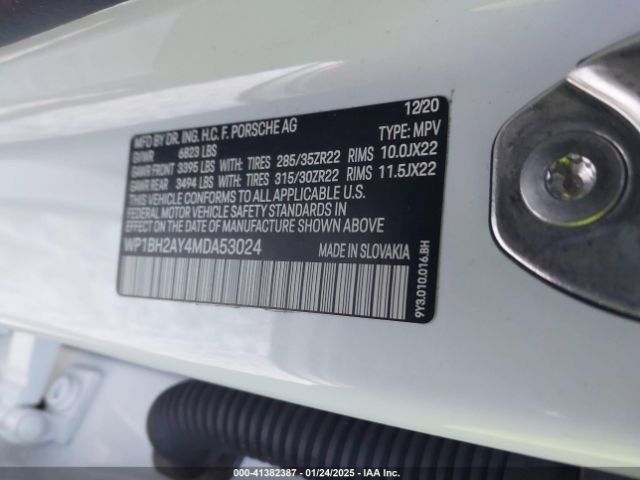 12/20
MFD BY DR. ING. H.C. F. PORSCHE AG
GVWR 6823 LBS TYPE: MPV
GAWR FRONT 3395 LBS WITH: TIRES 285/35ZR22 RIMS 10.0JX22
GAWR REAR 3494 LBS WITH: TIRES 315/30ZR22 RIMS 11.5JX22
THIS VEHICLE CONFORMS TO ALL APPLICABLE U.S.
FEDERAL MOTOR VEHICLE SAFETY STANDARDS IN
EFFECT ON THE DATE OF MANUFACTURE SHOWN ABOVE
WP1BH2AY4MDA53024 MADE IN SLOVAKIA
9Y3.010.016.BH
www. - 41382387 - 01/24/2025 - IAA Inc.